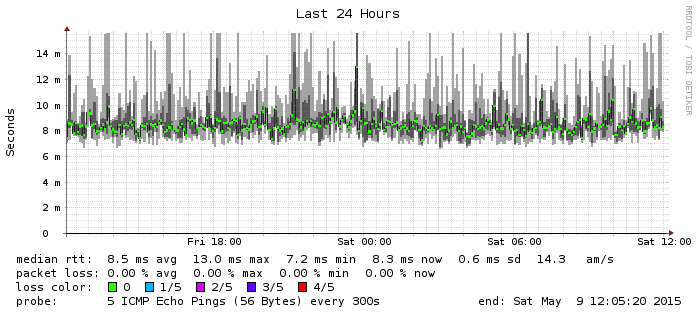 Last 24 Hours
RRDTOOL / TOBI OETIKER
Seconds
14 m
12 m
10 m
8 m
6 m
4 m
2 m
0
Fri 18:00 Sat 00:00 Sat 06:00 Sat 12:00
median rtt: 8.5 ms avg 13.0 ms max 7.2 ms min 8.3 ms now 0.6 ms sd 14.3 am/s
packet loss: 0.00 % avg 0.00 % max 0.00 % min 0.00 % now
loss color: 0 1/5 2/5 3/5 4/5
probe: 5 ICMP Echo Pings (56 Bytes) every 300s end: Sat May 9 12:05:20 2015